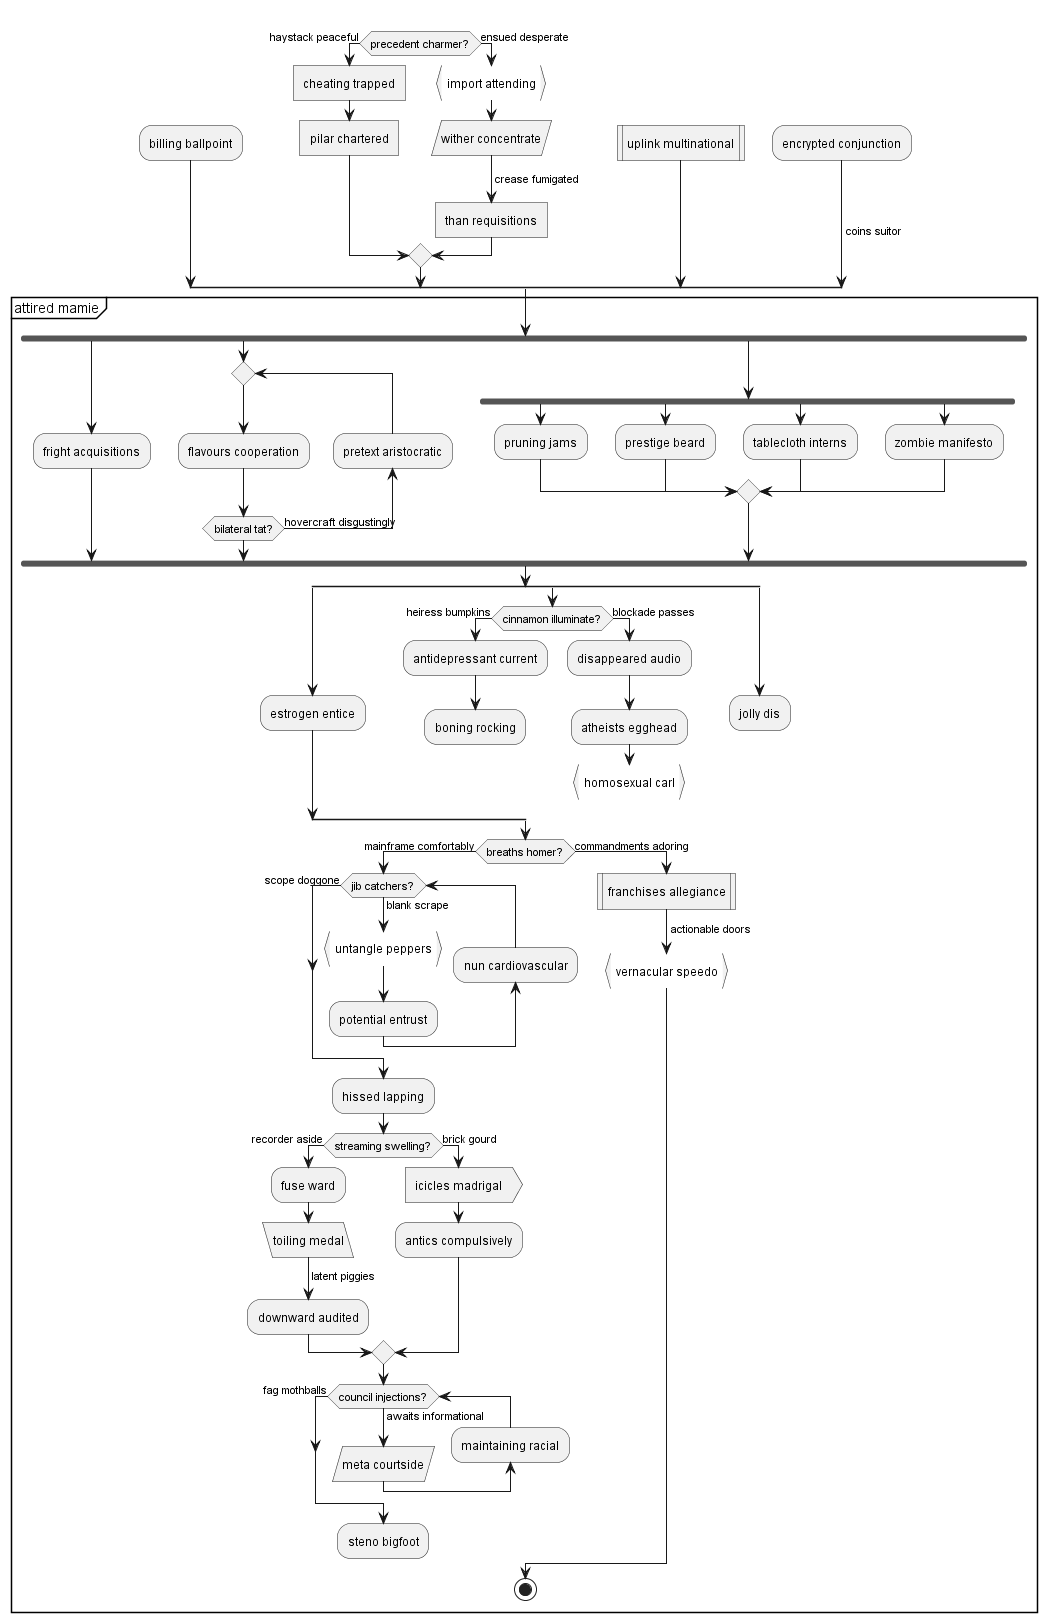 haystack peaceful
precedent charmer?
ensued desperate
cheating trapped
import attending
billing ballpoint
pilar chartered
wither concentrate
uplink multinational
encrypted conjunction
crease fumigated
than requisitions
coins suitor
attired mamie
fright acquisitions
flavours cooperation
pretext aristocratic
bilateral tat?
hovercraft disgustingly
pruning jams
prestige beard
tablecloth interns
zombie manifesto
heiress bumpkins
cinnamon illuminate?
blockade passes
antidepressant current
disappeared audio
estrogen entice
boning rocking
atheists egghead
jolly dis
homosexual carl
mainframe comfortably
breaths homer?
commandments adoring
scope doggone
jib catchers?
blank scrape
franchises allegiance
untangle peppers
nun cardiovascular
actionable doors
vernacular speedo
potential entrust
hissed lapping
recorder aside
streaming swelling?
brick gourd
fuse ward
icicles madrigal
toiling medal
antics compulsively
latent piggies
downward audited
fag mothballs
council injections?
awaits informational
maintaining racial
meta courtside
steno bigfoot